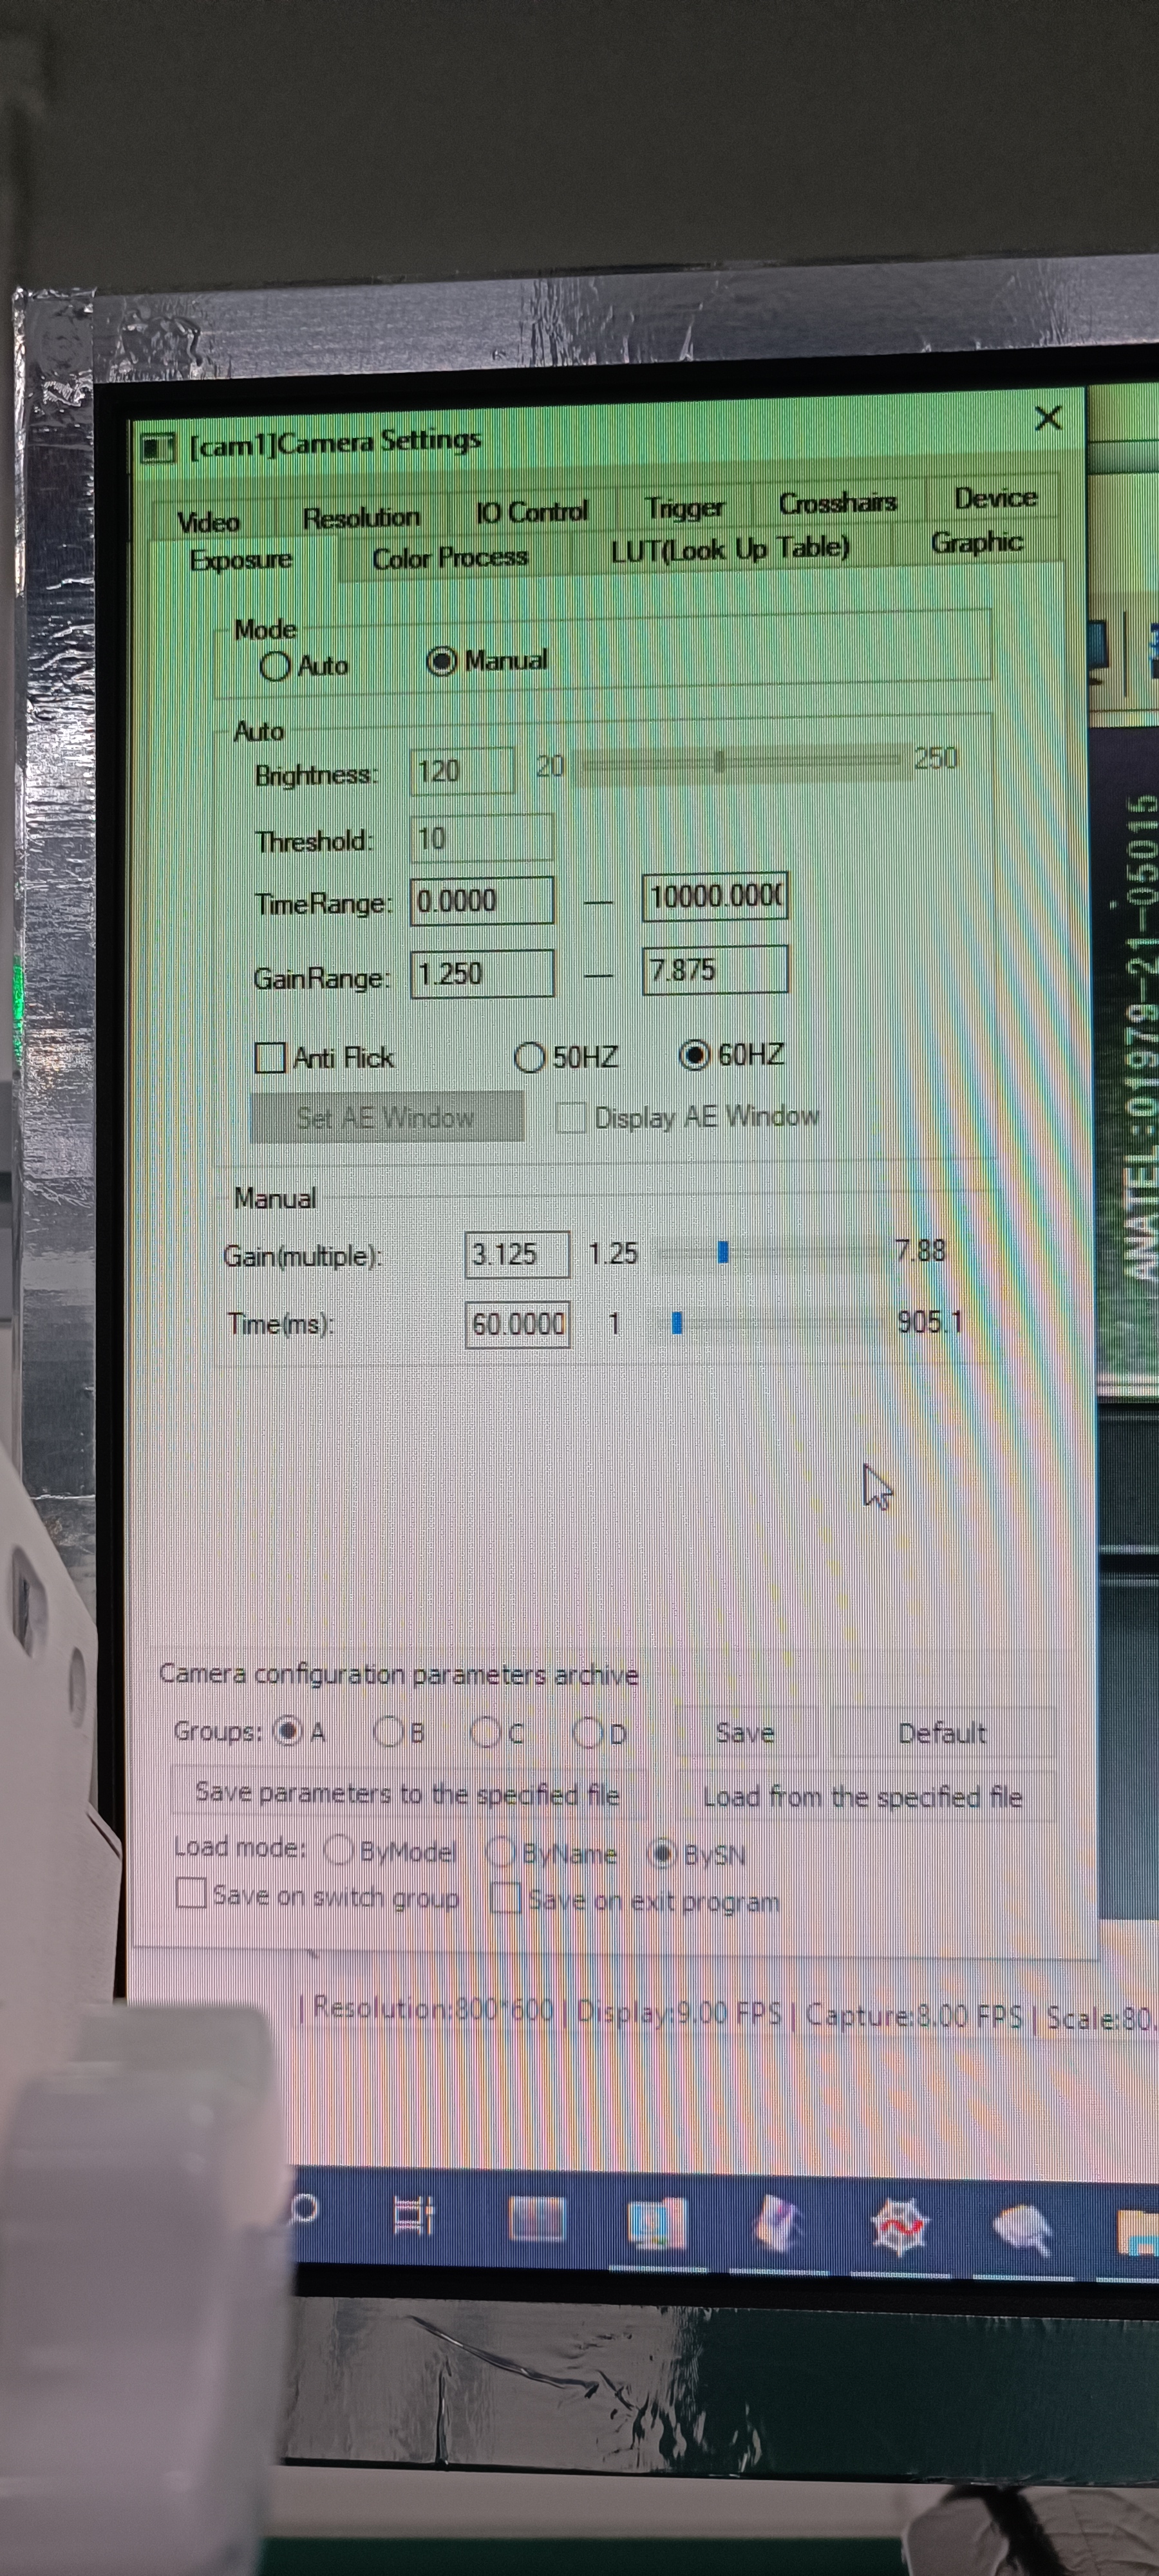 [cam1]Camera Settings
Video Resolution IO Control Trigger Crosshairs Device
Exposure Color Process LUT(Look Up Table) Graphic
Mode
Auto Manual
Auto
Brightness: 120 20 250
Threshold: 10
TimeRange: 0.0000 — 10000.000
GainRange: 1.250 — 7.875
Anti Flick 50HZ 60HZ
Set AE Window Display AE Window
Manual
Gain(multiple): 3.125 1.25 7.88
Time(ms): 60.0000 1 905.1
Camera configuration parameters archive
Groups: A B C D Save Default
Save parameters to the specified file Load from the specified file
Load mode: ByModel ByName BySN
Save on switch group Save on exit program
| Resolution:800*600 | Display:9.00 FPS | Capture:8.00 FPS | Scale:80.
ANATEL:01979-21-05015